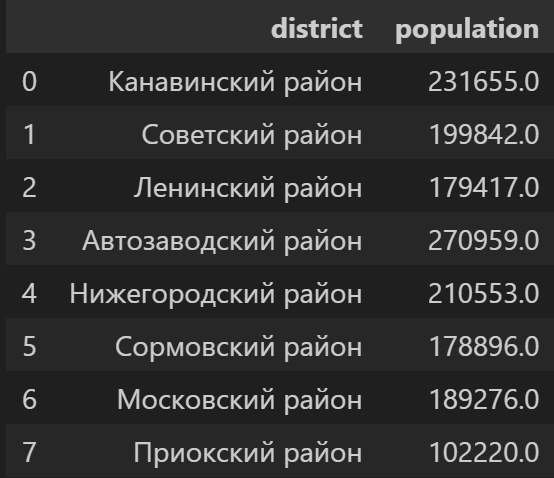 district population
0 Канавинский район 231655.0
1 Советский район 199842.0
2 Ленинский район 179417.0
3 Автозаводский район 270959.0
4 Нижегородский район 210553.0
5 Сормовский район 178896.0
6 Московский район 189276.0
7 Приокский район 102220.0